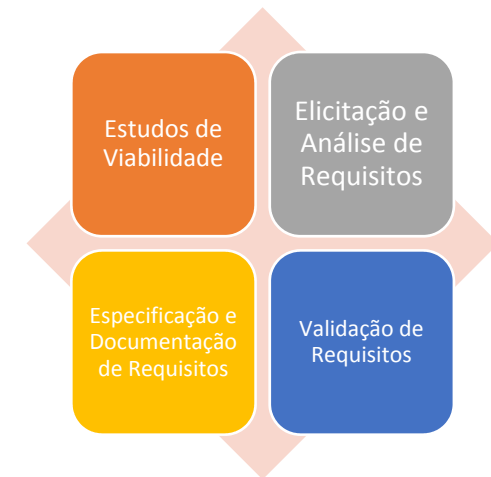 Estudos de
Viabilidade
Elicitação e
Análise de
Requisitos
Especificação e
Documentação
de Requisitos
Validação de
Requisitos